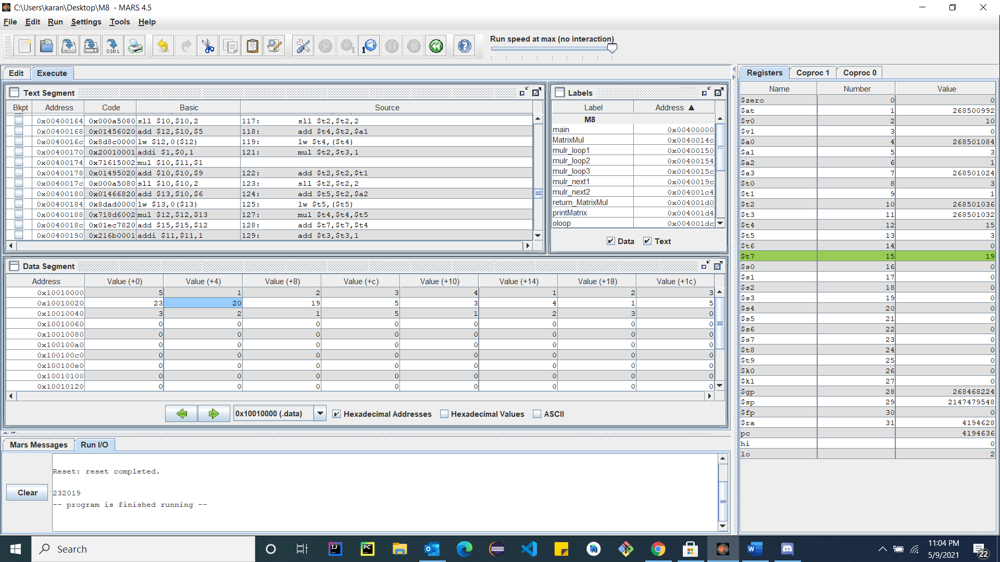 C:\Users\karan\Desktop\M8 - MARS 4.5
File Edit Run Settings Tools Help
Run speed at max (no interaction)
Edit Execute
Text Segment
Bkpt Address Code Basic Source
0x00400164 0x000a5080 sll $10,$10,2 117: sll $t2,$t2,2
0x00400168 0x01456020 add $12,$10,$5 118: add $t4,$t2,$a1
0x0040016c 0x8d8c0000 lw $12,0($12) 119: lw $t4,($t4)
0x00400170 0x20010001 addi $1,$0,1 121: mul $t2,$t3,1
0x00400174 0x71615002 mul $10,$11,$1
0x00400178 0x01495020 add $10,$10,$9 122: add $t2,$t2,$t1
0x0040017c 0x000a5080 sll $10,$10,2 123: sll $t2,$t2,2
0x00400180 0x01466820 add $13,$10,$6 124: add $t5,$t2,$a2
0x00400184 0x8dad0000 lw $13,0($13) 125: lw $t5,($t5)
0x00400188 0x718d6002 mul $12,$12,$13 127: mul $t4,$t4,$t5
0x0040018c 0x01ec7820 add $15,$15,$12 128: add $t7,$t7,$t4
0x00400190 0x216b0001 addi $11,$11,1 129: add $t3,$t3,1
Labels
Label Address ▲
M8
main 0x00400000
MatrixMul 0x0040014c
mulr_loop1 0x00400150
mulr_loop2 0x00400154
mulr_loop3 0x0040015c
mulr_next1 0x0040019c
mulr_next2 0x004001c4
return_MatrixMul 0x004001d0
printMatrix 0x004001d4
oloop 0x004001dc
Data Text
Data Segment
Address Value (+0) Value (+4) Value (+8) Value (+c) Value (+10) Value (+14) Value (+18) Value (+1c)
0x10010000 5 1 2 3 4 1 2 3
0x10010020 23 20 19 5 3 4 1 5
0x10010040 3 2 1 5 1 2 3 0
0x10010060 0 0 0 0 0 0 0 0
0x10010080 0 0 0 0 0 0 0 0
0x100100a0 0 0 0 0 0 0 0 0
0x100100c0 0 0 0 0 0 0 0 0
0x100100e0 0 0 0 0 0 0 0 0
0x10010100 0 0 0 0 0 0 0 0
0x10010120 0 0 0 0 0 0 0 0
0x10010000 (.data) Hexadecimal Addresses Hexadecimal Values ASCII
Mars Messages Run I/O
Clear
Reset: reset completed.
232019
-- program is finished running --
Registers Coproc 1 Coproc 0
Name Number Value
$zero 0 0
$at 1 268500992
$v0 2 10
$v1 3 0
$a0 4 268501084
$a1 5 3
$a2 6 1
$a3 7 268501024
$t0 8 3
$t1 9 1
$t2 10 268501036
$t3 11 268501032
$t4 12 15
$t5 13 3
$t6 14 0
$t7 15 19
$s0 16 0
$s1 17 0
$s2 18 0
$s3 19 0
$s4 20 0
$s5 21 0
$s6 22 0
$s7 23 0
$t8 24 0
$t9 25 0
$k0 26 0
$k1 27 0
$gp 28 268468224
$sp 29 2147479548
$fp 30 0
$ra 31 4194628
pc 4194636
hi 0
lo 2
Search
11:04 PM
5/9/2021
22